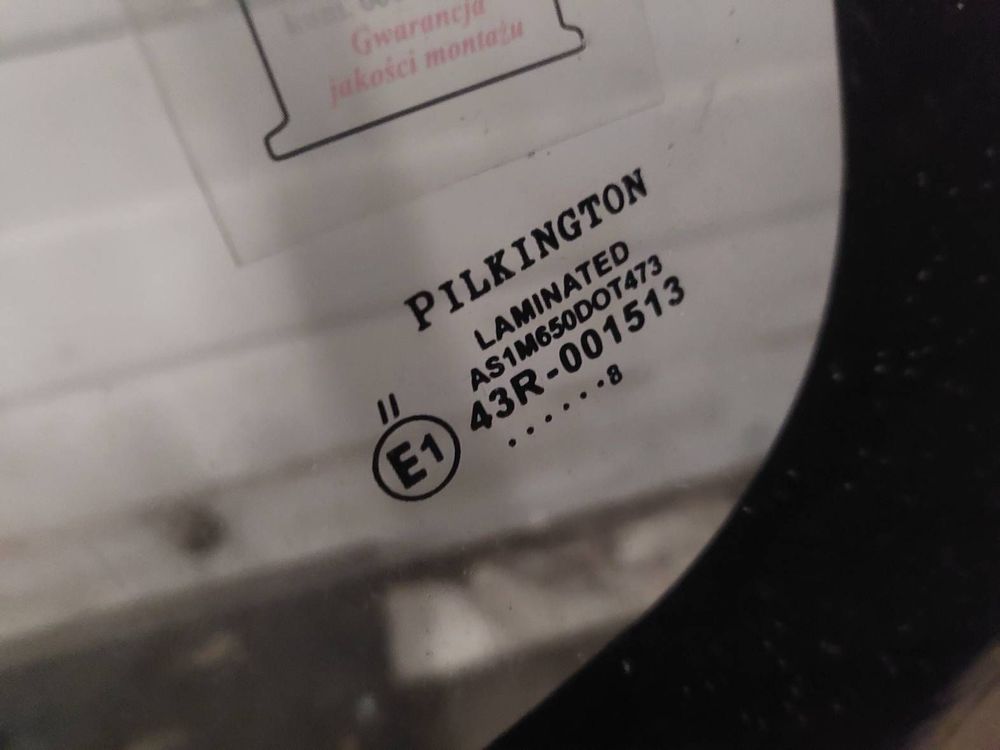 Gwarancja
jakości montażu
PILKINGTON
LAMINATED
AS1M650DOT473
43R-001513
......8
II
E1